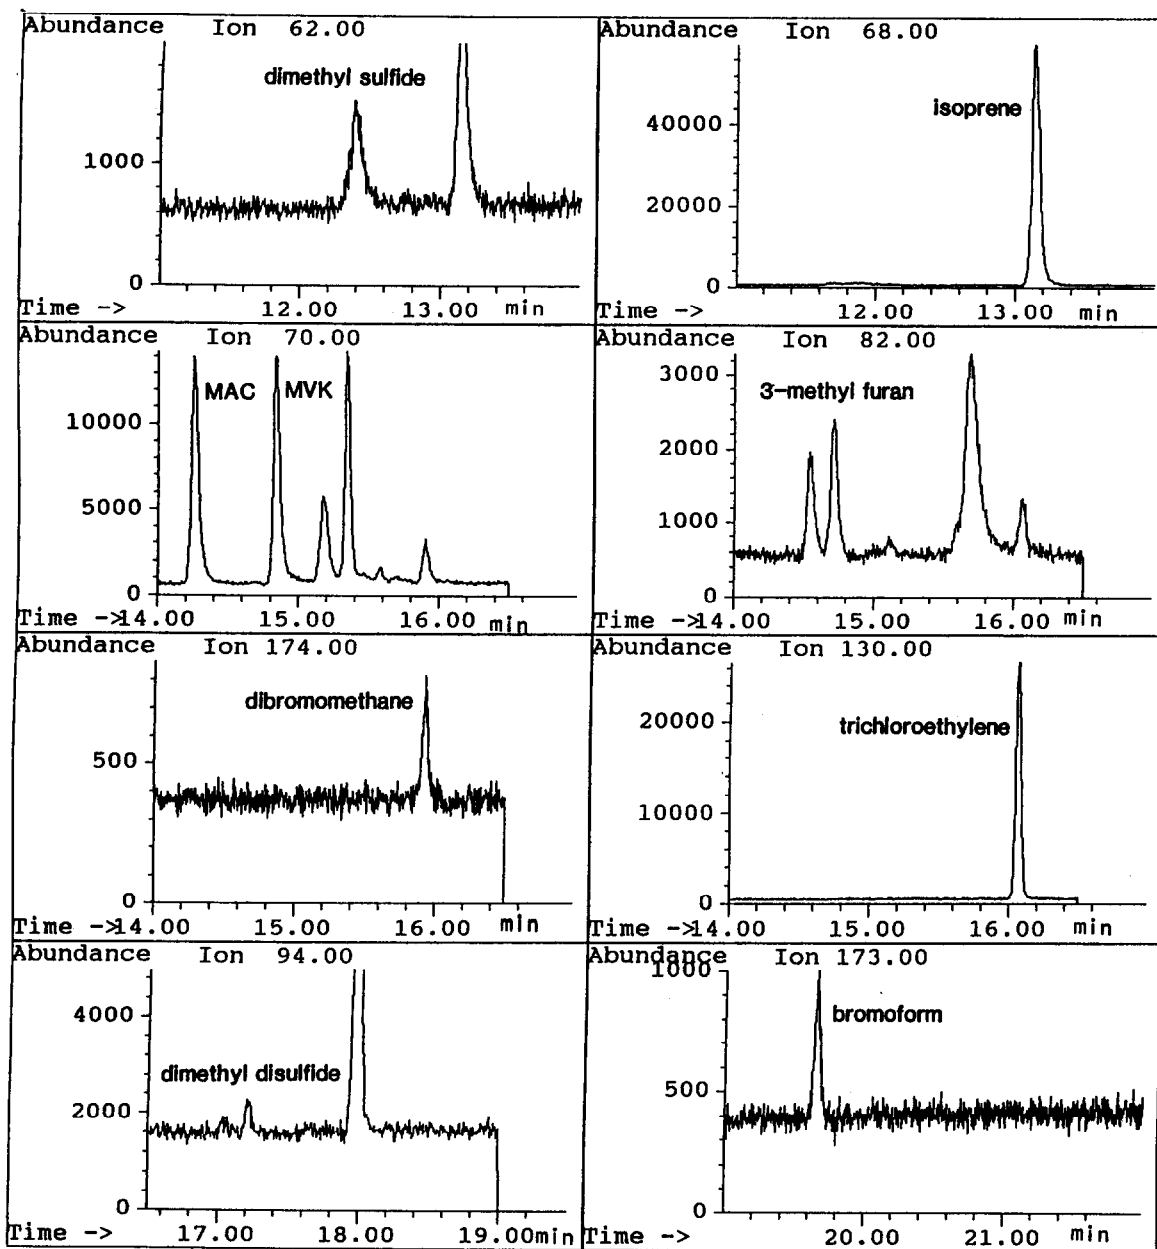 Abundance Ion 62.00
dimethyl sulfide
1000
0
Time -> 12.00 13.00 min
Abundance Ion 68.00
isoprene
40000
20000
0
Time -> 12.00 13.00 min
Abundance Ion 70.00
MAC MVK
10000
5000
0
Time ->14.00 15.00 16.00 min
Abundance Ion 82.00
3000
3-methyl furan
2000
1000
0
Time ->14.00 15.00 16.00 min
Abundance Ion 174.00
dibromomethane
500
0
Time ->14.00 15.00 16.00 min
Abundance Ion 130.00
20000
trichloroethylene
10000
0
Time ->14.00 15.00 16.00 min
Abundance Ion 94.00
4000
dimethyl disulfide
2000
0
Time -> 17.00 18.00 19.00min
Abundance Ion 173.00
1000
bromoform
500
0
Time -> 20.00 21.00 min